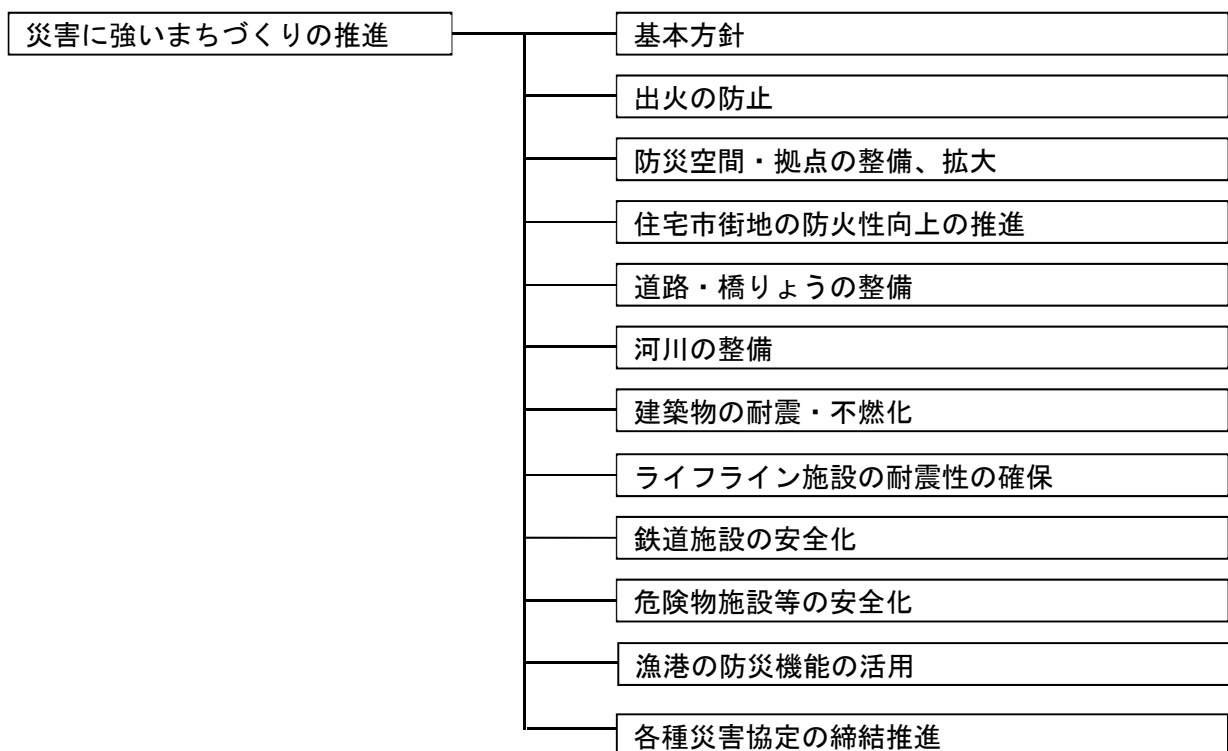 災害に強いまちづくりの推進
基本方針
出火の防止
防災空間・拠点の整備、拡大
住宅市街地の防火性向上の推進
道路・橋りょうの整備
河川の整備
建築物の耐震・不燃化
ライフライン施設の耐震性の確保
鉄道施設の安全化
危険物施設等の安全化
漁港の防災機能の活用
各種災害協定の締結推進